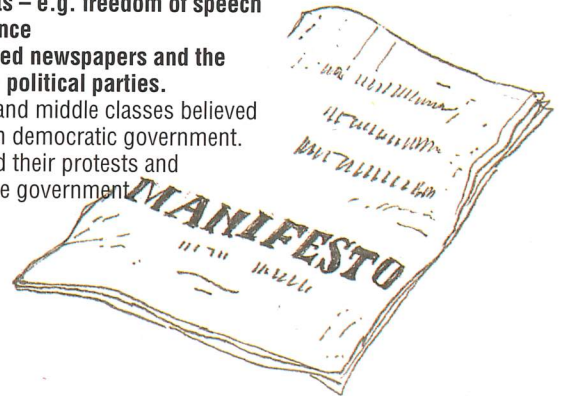 ts – e.g. freedom of speech
nce
ed newspapers and the
political parties.
and middle classes believed
n democratic government.
d their protests and
e government
MANIFESTO